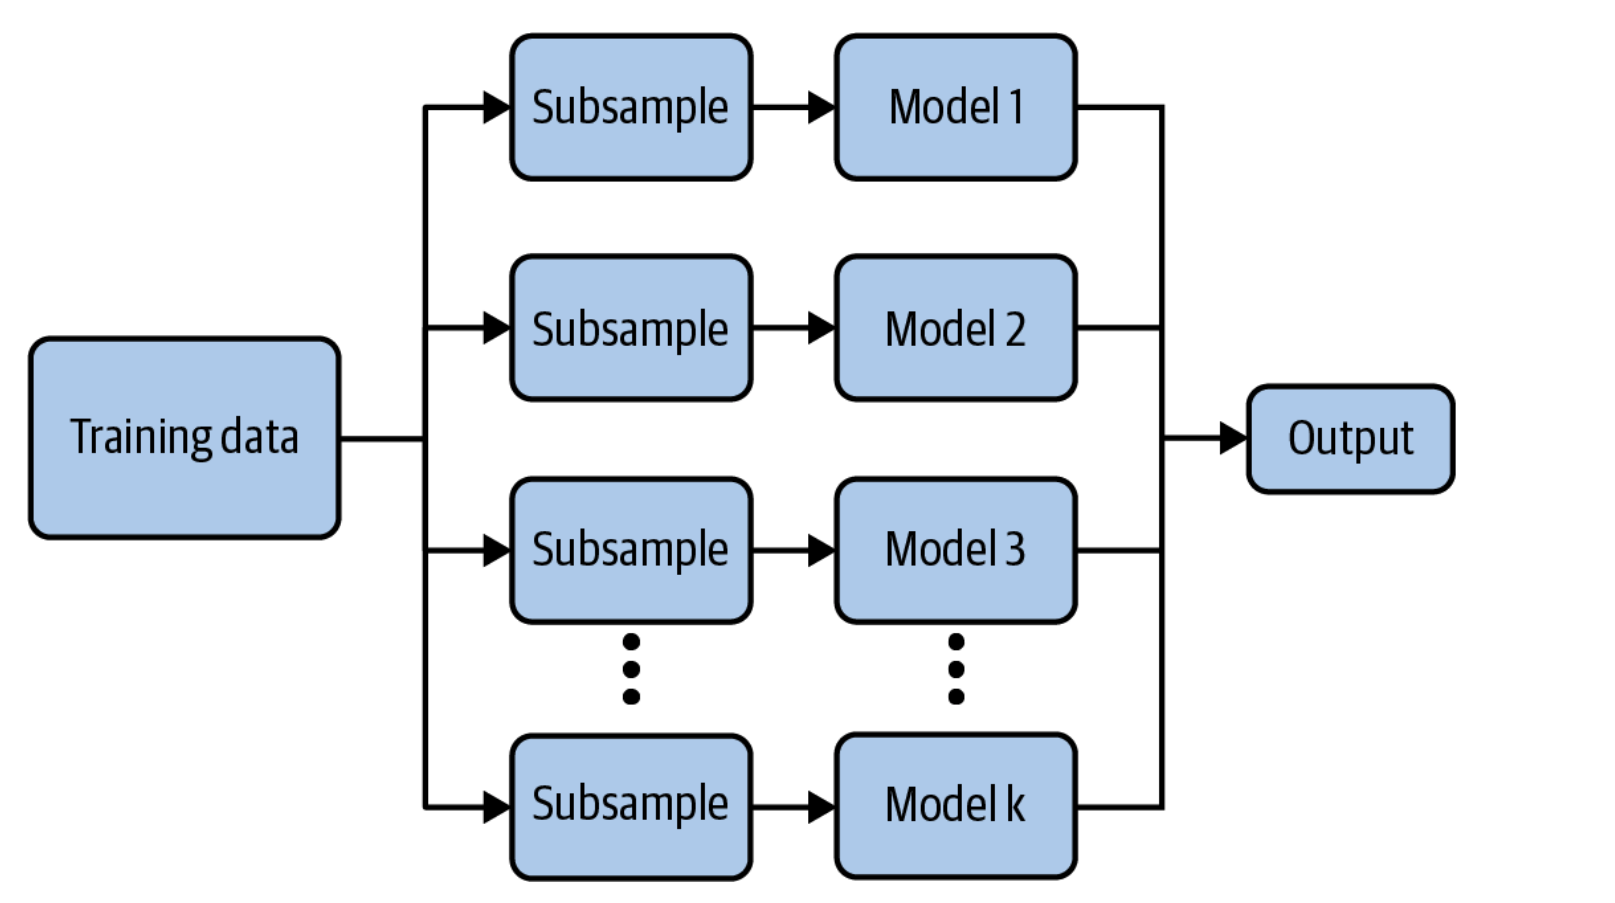 Subsample
Model 1
Subsample
Model 2
Training data
Output
Subsample
Model 3
Subsample
Model k